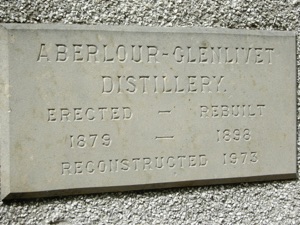 ABERLOUR-GLENLIVET
DISTILLERY.
ERECTED — REBUILT
1879 — 1898
RECONSTRUCTED 1973